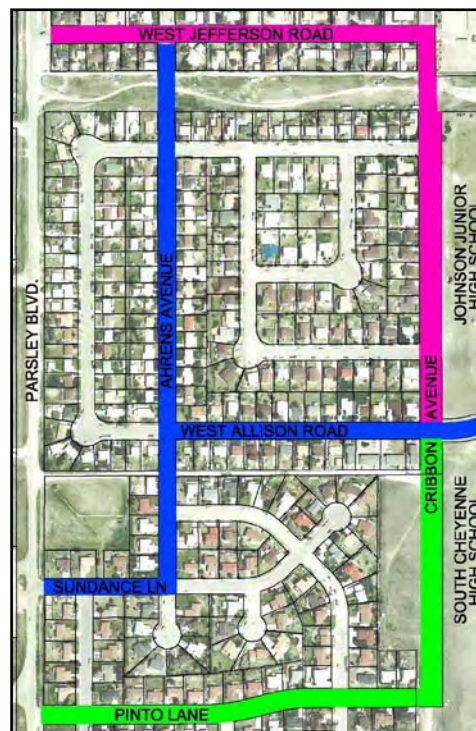 WEST JEFFERSON ROAD
PARSLEY BLVD.
AHRENS AVENUE
JOHNSON JUNIOR
HIGH SCHOOL
CRIBBON AVENUE
WEST ALLISON ROAD
SOUTH CHEYENNE
HIGH SCHOOL
SUNDANCE LN
PINTO LANE